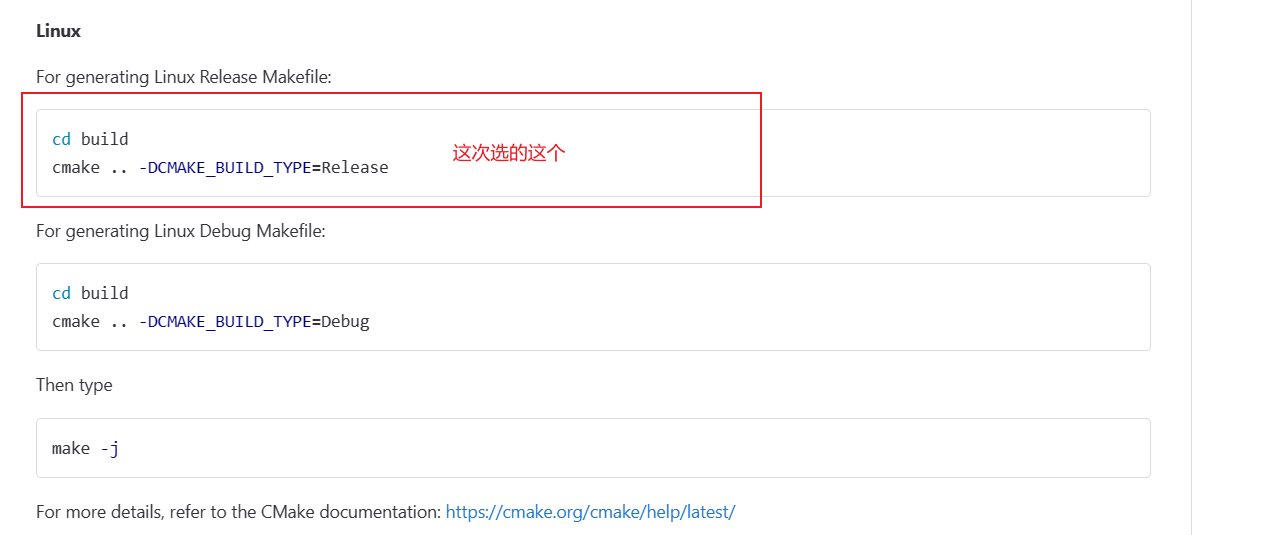 Linux
For generating Linux Release Makefile:
cd build
这次选的这个
cmake .. -DCMAKE_BUILD_TYPE=Release
For generating Linux Debug Makefile:
cd build
cmake .. -DCMAKE_BUILD_TYPE=Debug
Then type
make -j
For more details, refer to the CMake documentation: https://cmake.org/cmake/help/latest/